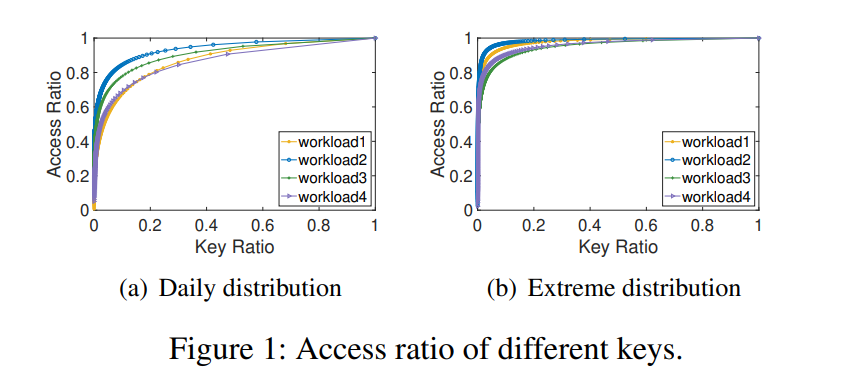 Access Ratio
1
0.8
0.6
0.4
0.2
0
0 0.2 0.4 0.6 0.8 1
Key Ratio
workload1
workload2
workload3
workload4
(a) Daily distribution
Access Ratio
1
0.8
0.6
0.4
0.2
0
0 0.2 0.4 0.6 0.8 1
Key Ratio
workload1
workload2
workload3
workload4
(b) Extreme distribution
Figure 1: Access ratio of different keys.